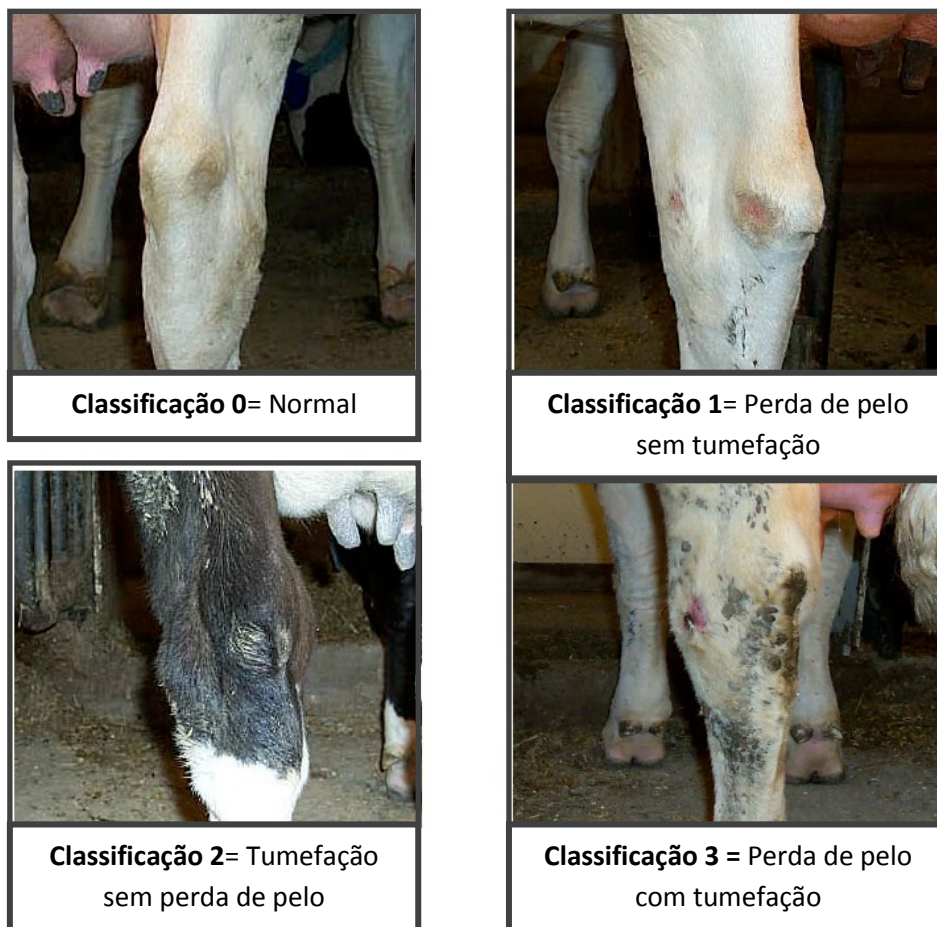 Classificação 0= Normal
Classificação 1= Perda de pelo
sem tumefação
Classificação 2= Tumefação
sem perda de pelo
Classificação 3 = Perda de pelo
com tumefação